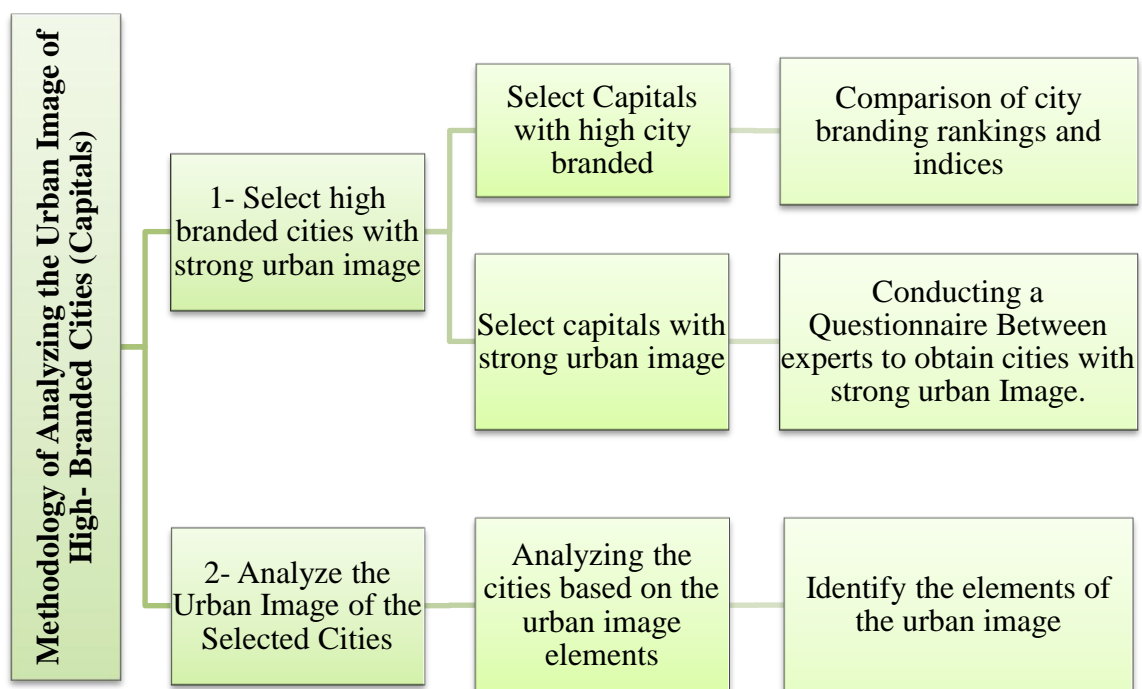 Methodology of Analyzing the Urban Image of
High- Branded Cities (Capitals)
1- Select high
branded cities with
strong urban image
Select Capitals
with high city
branded
Comparison of city
branding rankings and
indices
Select capitals with
strong urban image
Conducting a
Questionnaire Between
experts to obtain cities with
strong urban Image.
2- Analyze the
Urban Image of the
Selected Cities
Analyzing the
cities based on the
urban image
elements
Identify the elements of
the urban image